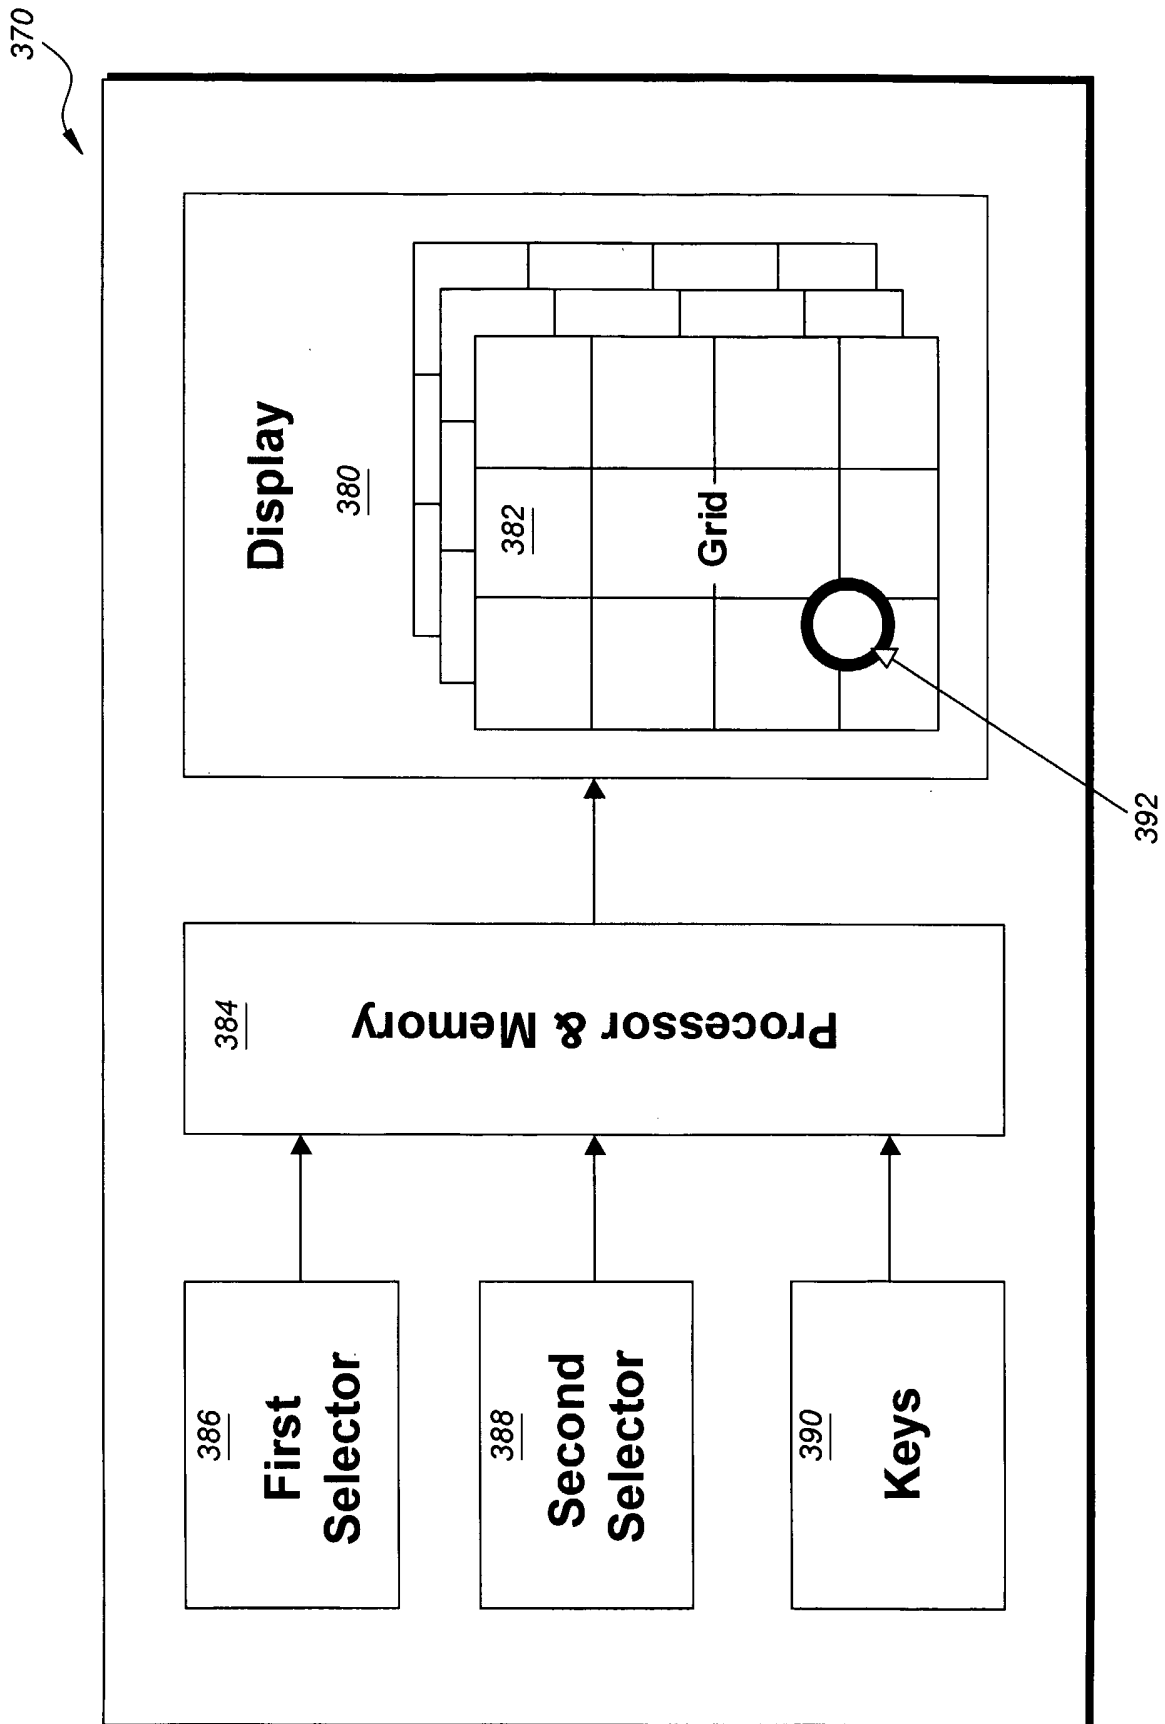 370
386
First
Selector
388
Second
Selector
390
Keys
384
Processor & Memory
Display
380
382
Grid
392